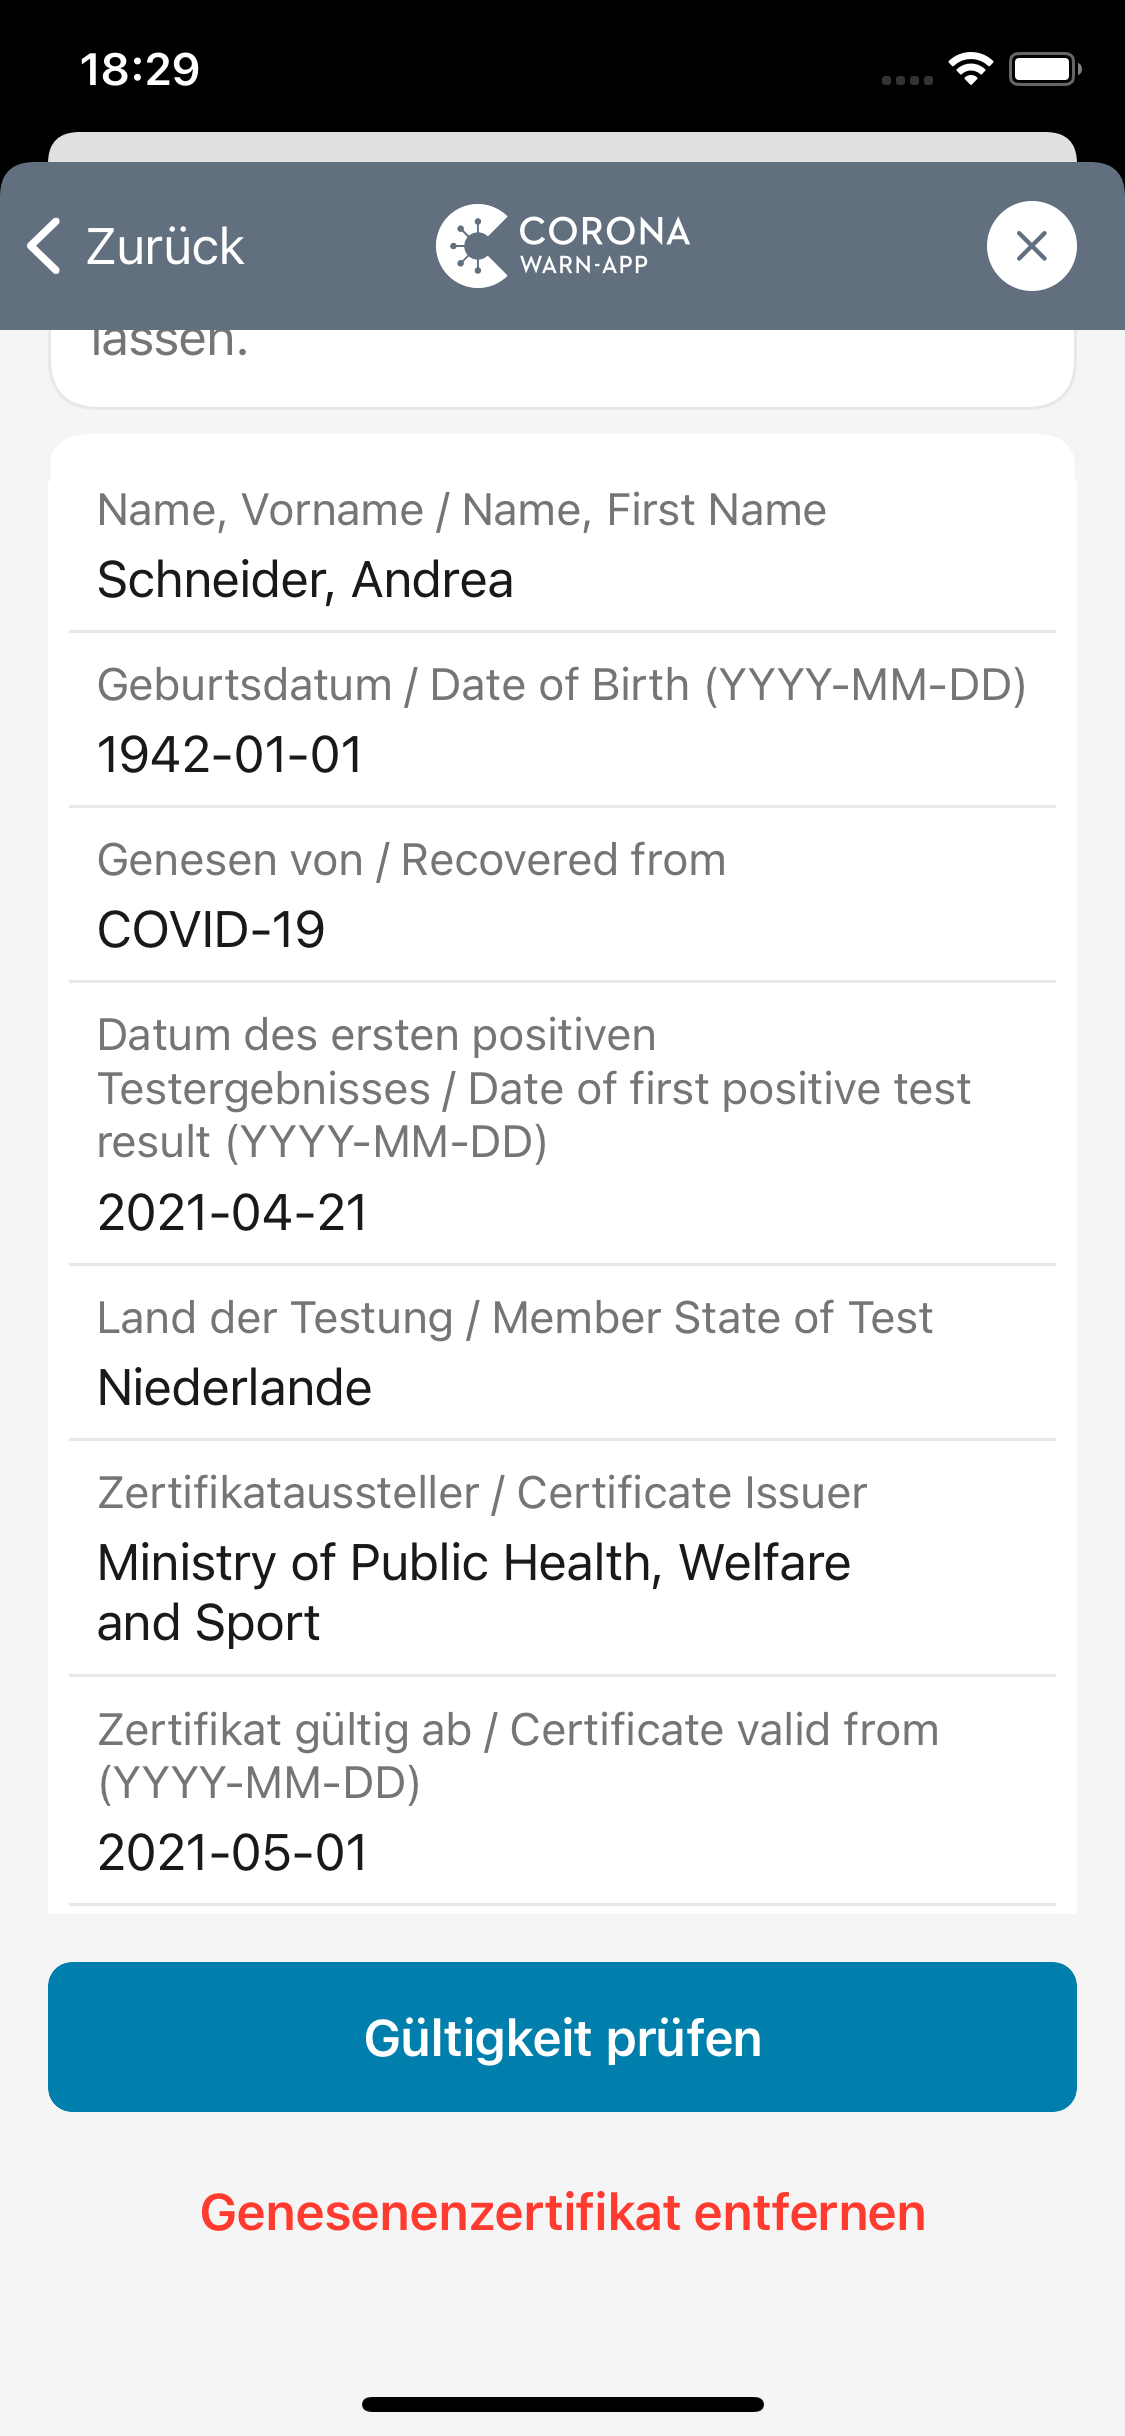 18:29
Zurück
CORONA
WARN-APP
lassen.
Name, Vorname / Name, First Name
Schneider, Andrea
Geburtsdatum / Date of Birth (YYYY-MM-DD)
1942-01-01
Genesen von / Recovered from
COVID-19
Datum des ersten positiven
Testergebnisses / Date of first positive test
result (YYYY-MM-DD)
2021-04-21
Land der Testung / Member State of Test
Niederlande
Zertifikataussteller / Certificate Issuer
Ministry of Public Health, Welfare
and Sport
Zertifikat gültig ab / Certificate valid from
(YYYY-MM-DD)
2021-05-01
Gültigkeit prüfen
Genesenenzertifikat entfernen